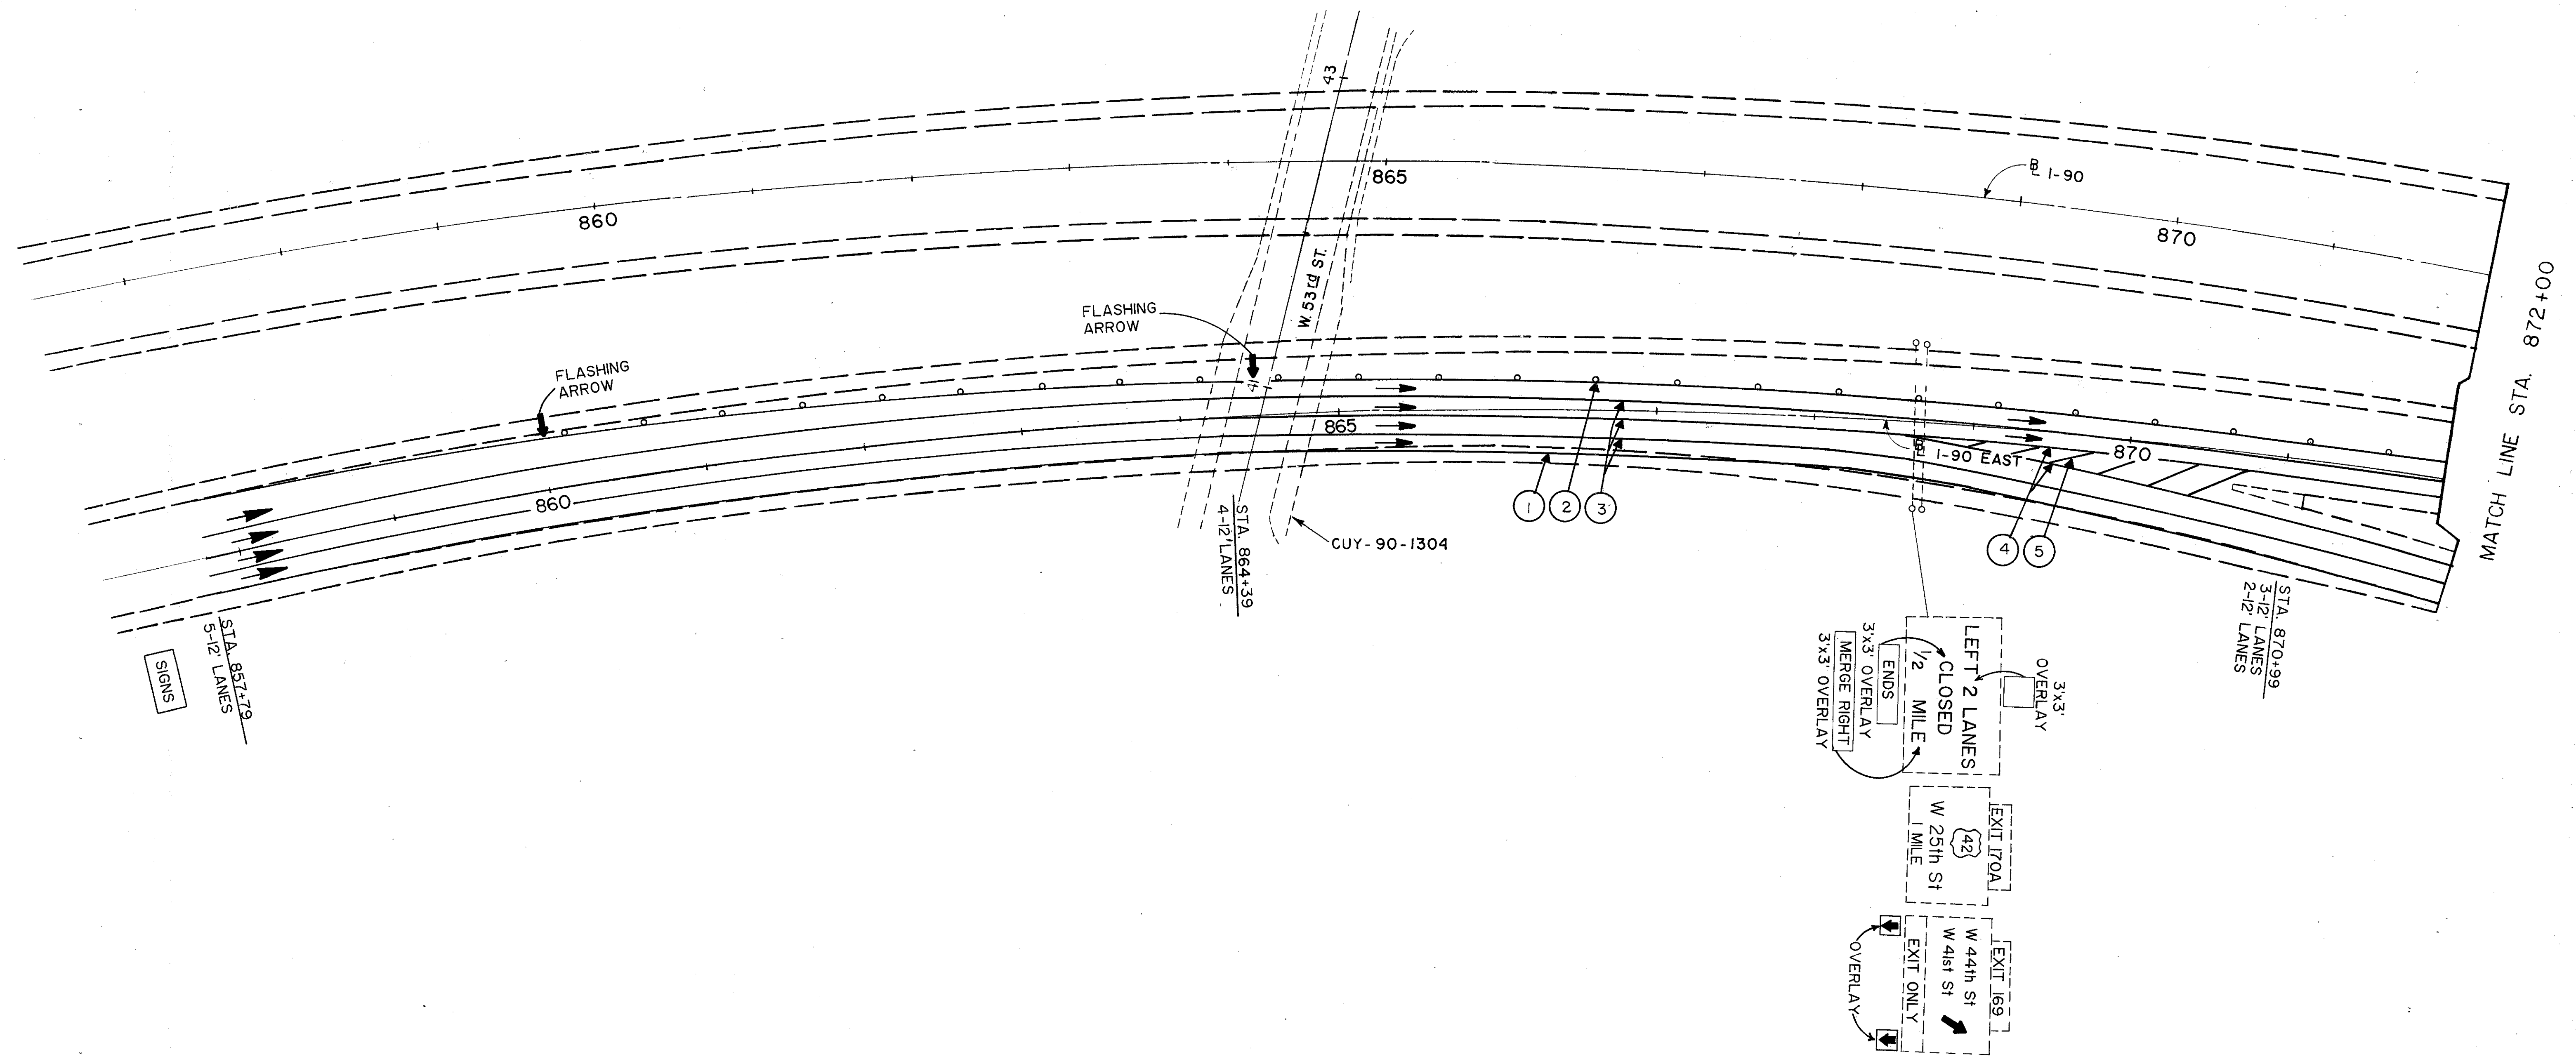 43
865
860
870
℄ I-90
W. 53rd ST.
FLASHING
ARROW
FLASHING
ARROW
865
860
870
℄ I-90 EAST
MATCH LINE STA. 872+00
1
2
3
4
5
CUY-90-1304
STA. 864+39
4-12' LANES
STA. 857+79
5-12' LANES
SIGNS
STA. 870+99
3-12' LANES
2-12' LANES
3'x3'
OVERLAY
LEFT 2 LANES
CLOSED
1/2 MILE
ENDS
3'x3' OVERLAY
MERGE RIGHT
3'x3' OVERLAY
EXIT 170A
42
W 25th St
1 MILE
EXIT 169
W 44th St
W 41st St
EXIT ONLY
OVERLAY